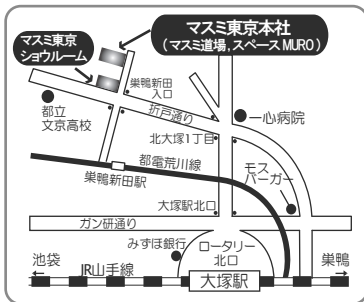 マスミ東京本社
(マスミ道場,スペースMURO)
マスミ東京
ショウルーム
巣鴨新田
入口
都立
文京高校
折戸通り
一心病院
北大塚1丁目
都電荒川線
巣鴨新田駅
モス
バーガー
大塚駅北口
ガン研通り
みずほ銀行
ロータリー
北口
池袋
JR山手線
大塚駅
巣鴨